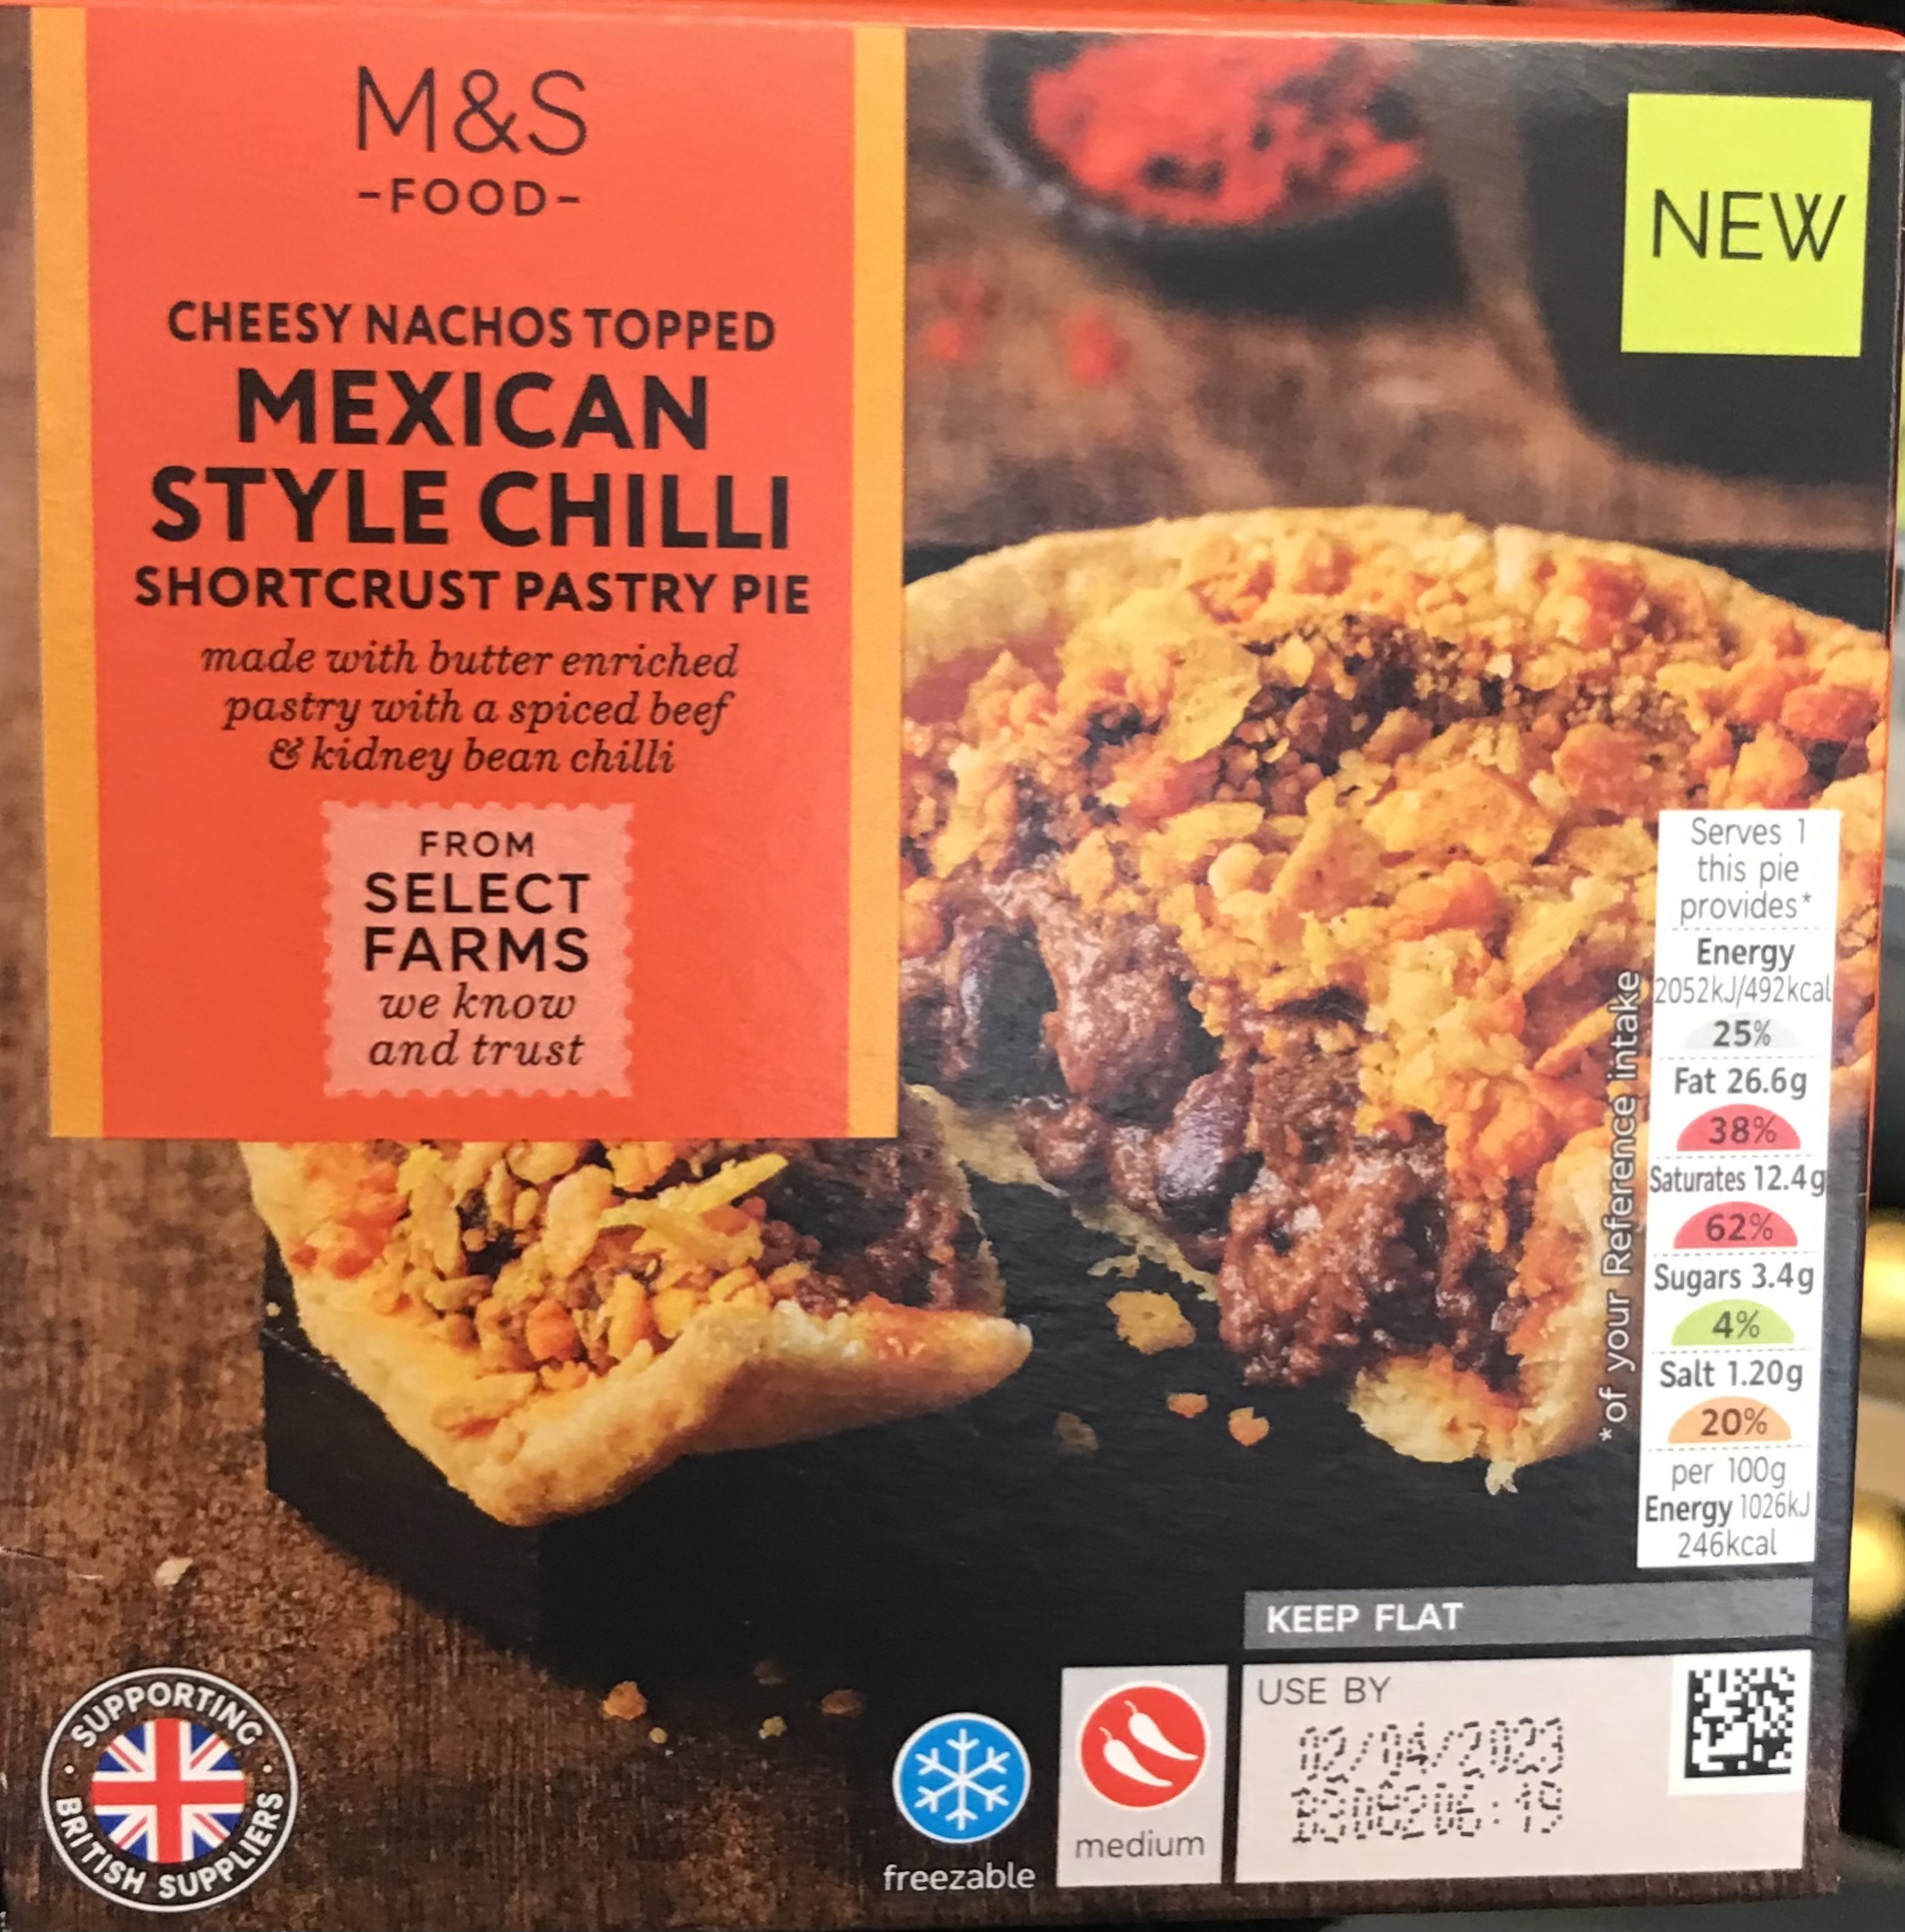 M&S
-FOOD-
CHEESY NACHOS TOPPED
MEXICAN
STYLE CHILLI
SHORTCRUST PASTRY PIE
made with butter enriched
pastry with a spiced beef
& kidney bean chilli
FROM
SELECT
FARMS
we know
and trust
NEW
Serves 1
this pie
provides*
Energy
2052kJ/492kcal
25%
Fat 26.6g
38%
Saturates 12.4g
62%
Sugars 3.4g
4%
Salt 1.20g
20%
per 100g
Energy 1026kJ
246kcal
*of your Reference intake
KEEP FLAT
USE BY
02/04/2023
SUPPORTING
BRITISH SUPPLIERS
freezable
medium